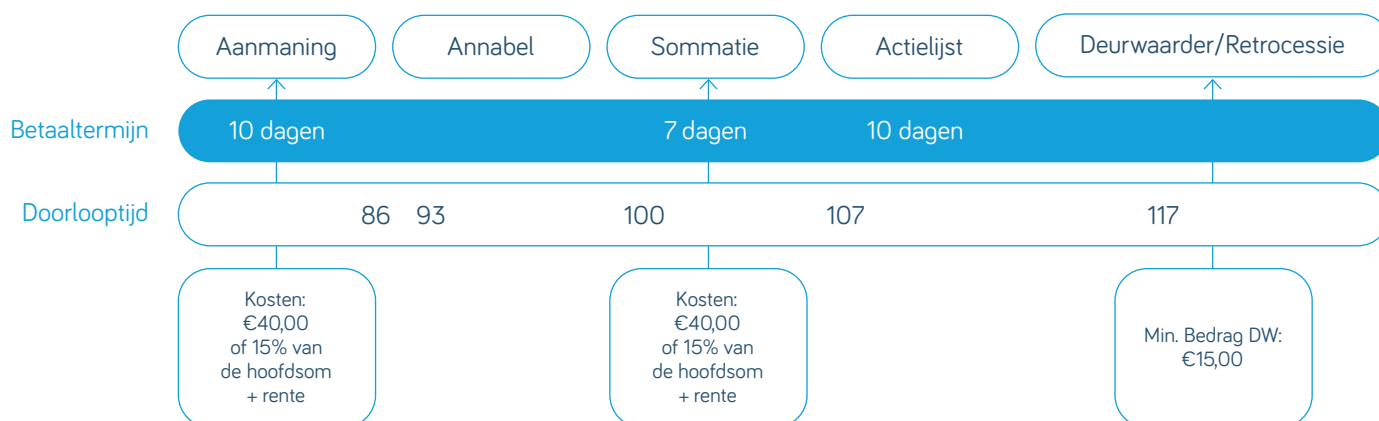 Aanmaning
Annabel
Sommatie
Actielijst
Deurwaarder/Retrocessie
Betaaltermijn
10 dagen
7 dagen
10 dagen
Doorlooptijd
86
93
100
107
117
Kosten:
€40,00
of 15% van
de hoofdsom
+ rente
Kosten:
€40,00
of 15% van
de hoofdsom
+ rente
Min. Bedrag DW:
€15,00